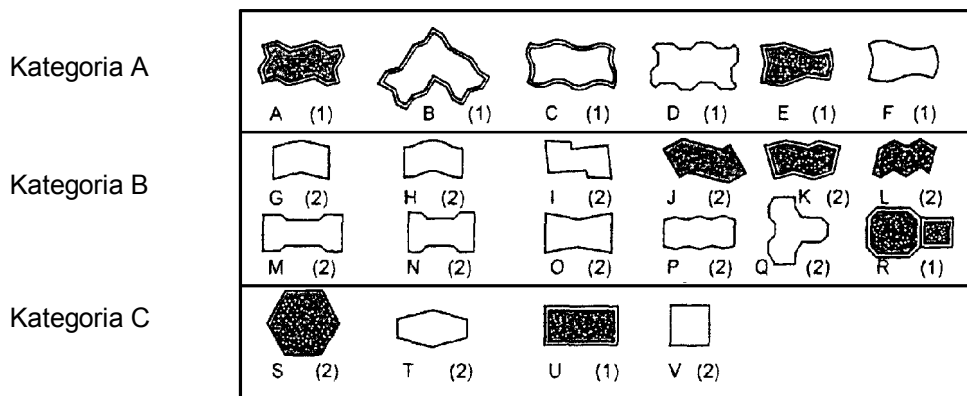 Kategoria A
A (1) B (1) C (1) D (1) E (1) F (1)
Kategoria B
G (2) H (2) I (2) J (2) K (2) L (2)
M (2) N (2) O (2) P (2) Q (2) R (1)
Kategoria C
S (2) T (2) U (1) V (2)